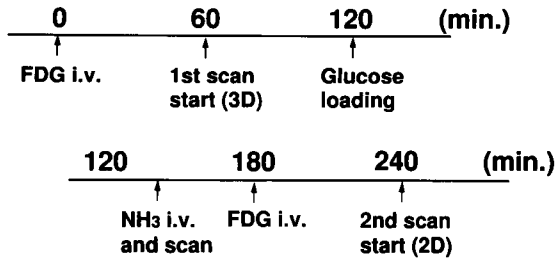 0 60 120 (min.)
FDG i.v. 1st scan Glucose
start (3D) loading
120 180 240 (min.)
NH3 i.v. FDG i.v. 2nd scan
and scan start (2D)